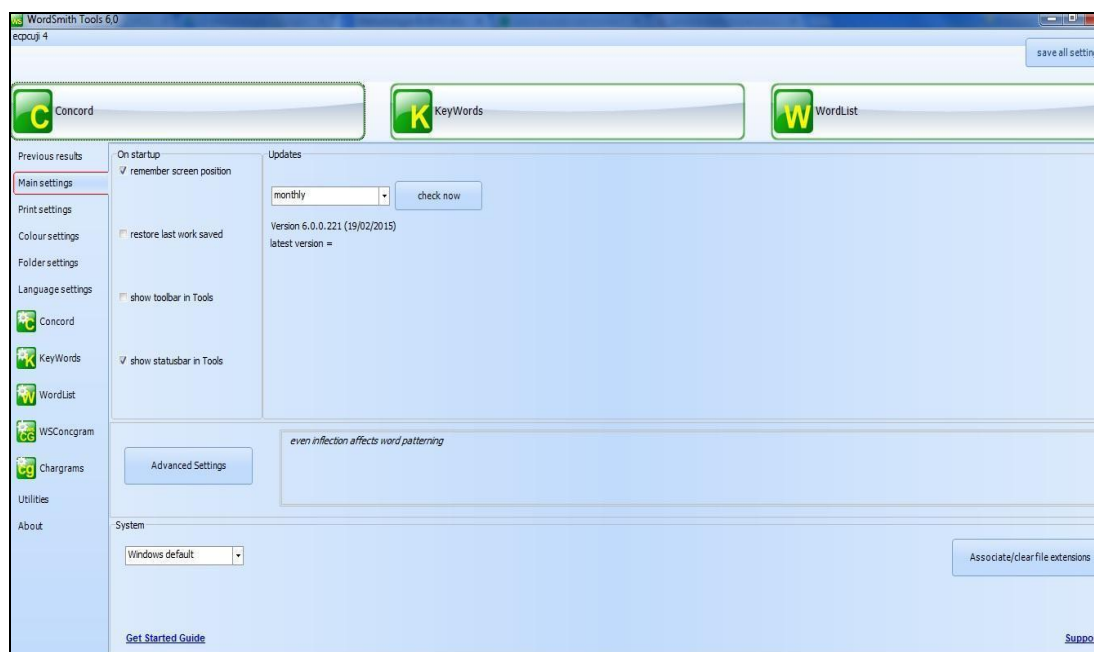 WS WordSmith Tools 6,0
ecpcuji 4
save all settin
C Concord
K KeyWords
W WordList
Previous results
Main settings
Print settings
Colour settings
Folder settings
Language settings
C Concord
K KeyWords
W WordList
CG WSConcgram
Cg Chargrams
Utilities
About
On startup
remember screen position
restore last work saved
show toolbar in Tools
show statusbar in Tools
Updates
monthly
check now
Version 6.0.0.221 (19/02/2015)
latest version =
Advanced Settings
even inflection affects word patterning
System
Windows default
Associate/clear file extensions
Get Started Guide
Suppo